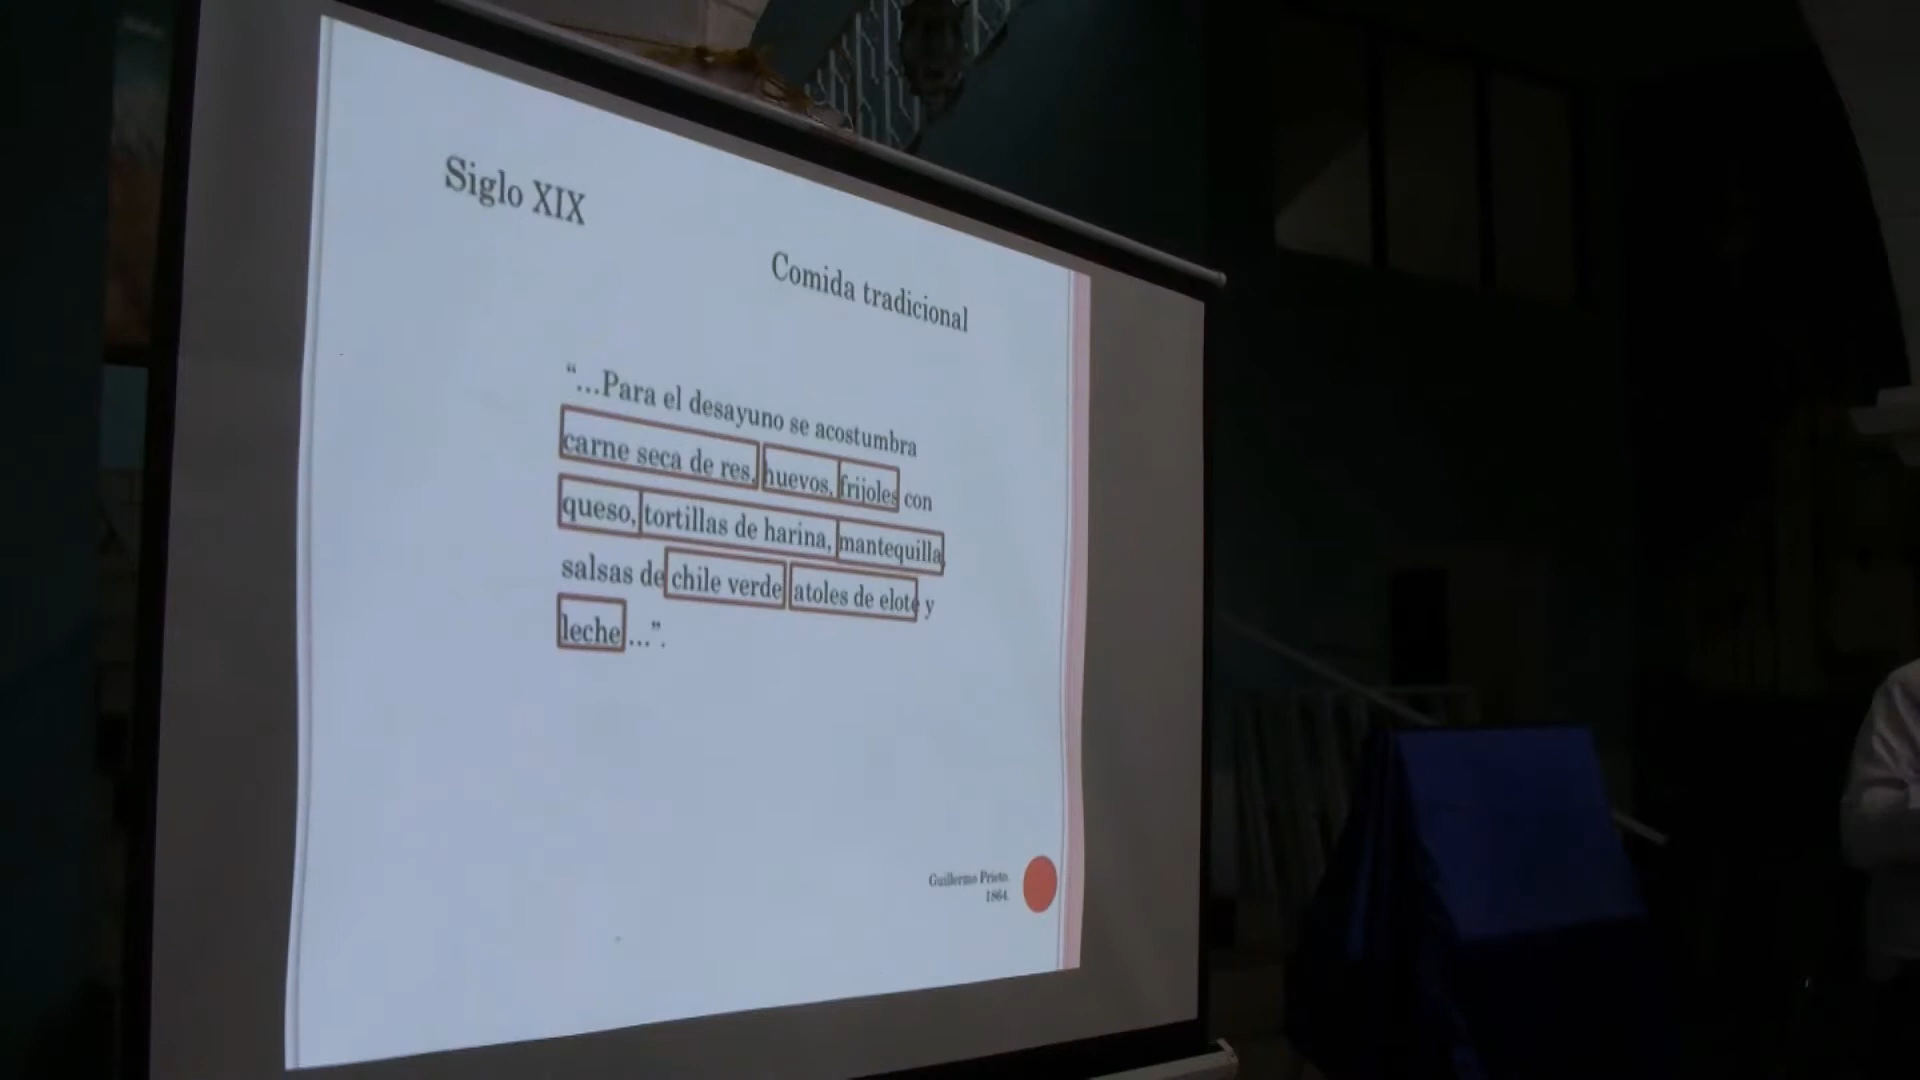 Siglo XIX
Comida tradicional
“...Para el desayuno se acostumbra
carne seca de res, huevos, frijoles con
queso, tortillas de harina, mantequilla,
salsas de chile verde, atoles de elote y
leche ...”.
Guillermo Prieto.
1864.